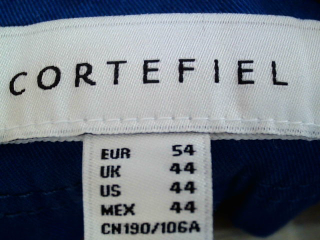 CORTEFIEL
EUR 54
UK 44
US 44
MEX 44
CN190/106A